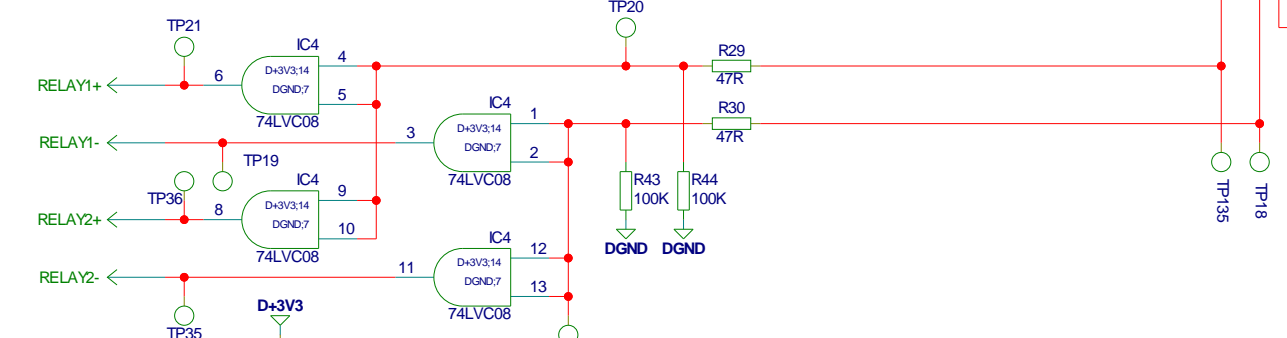 TP20
TP21
IC4
R29
4
D+3V3;14
6
RELAY1+
DGND;7
47R
5
IC4
R30
74LVC08
1
D+3V3;14
3
RELAY1-
DGND;7
47R
2
TP19
74LVC08
IC4
R43
R44
TP36
9
100K
100K
D+3V3;14
8
RELAY2+
DGND;7
10
TP135
TP18
IC4
74LVC08
12
DGND
DGND
D+3V3;14
11
RELAY2-
DGND;7
13
D+3V3
74LVC08
TP35